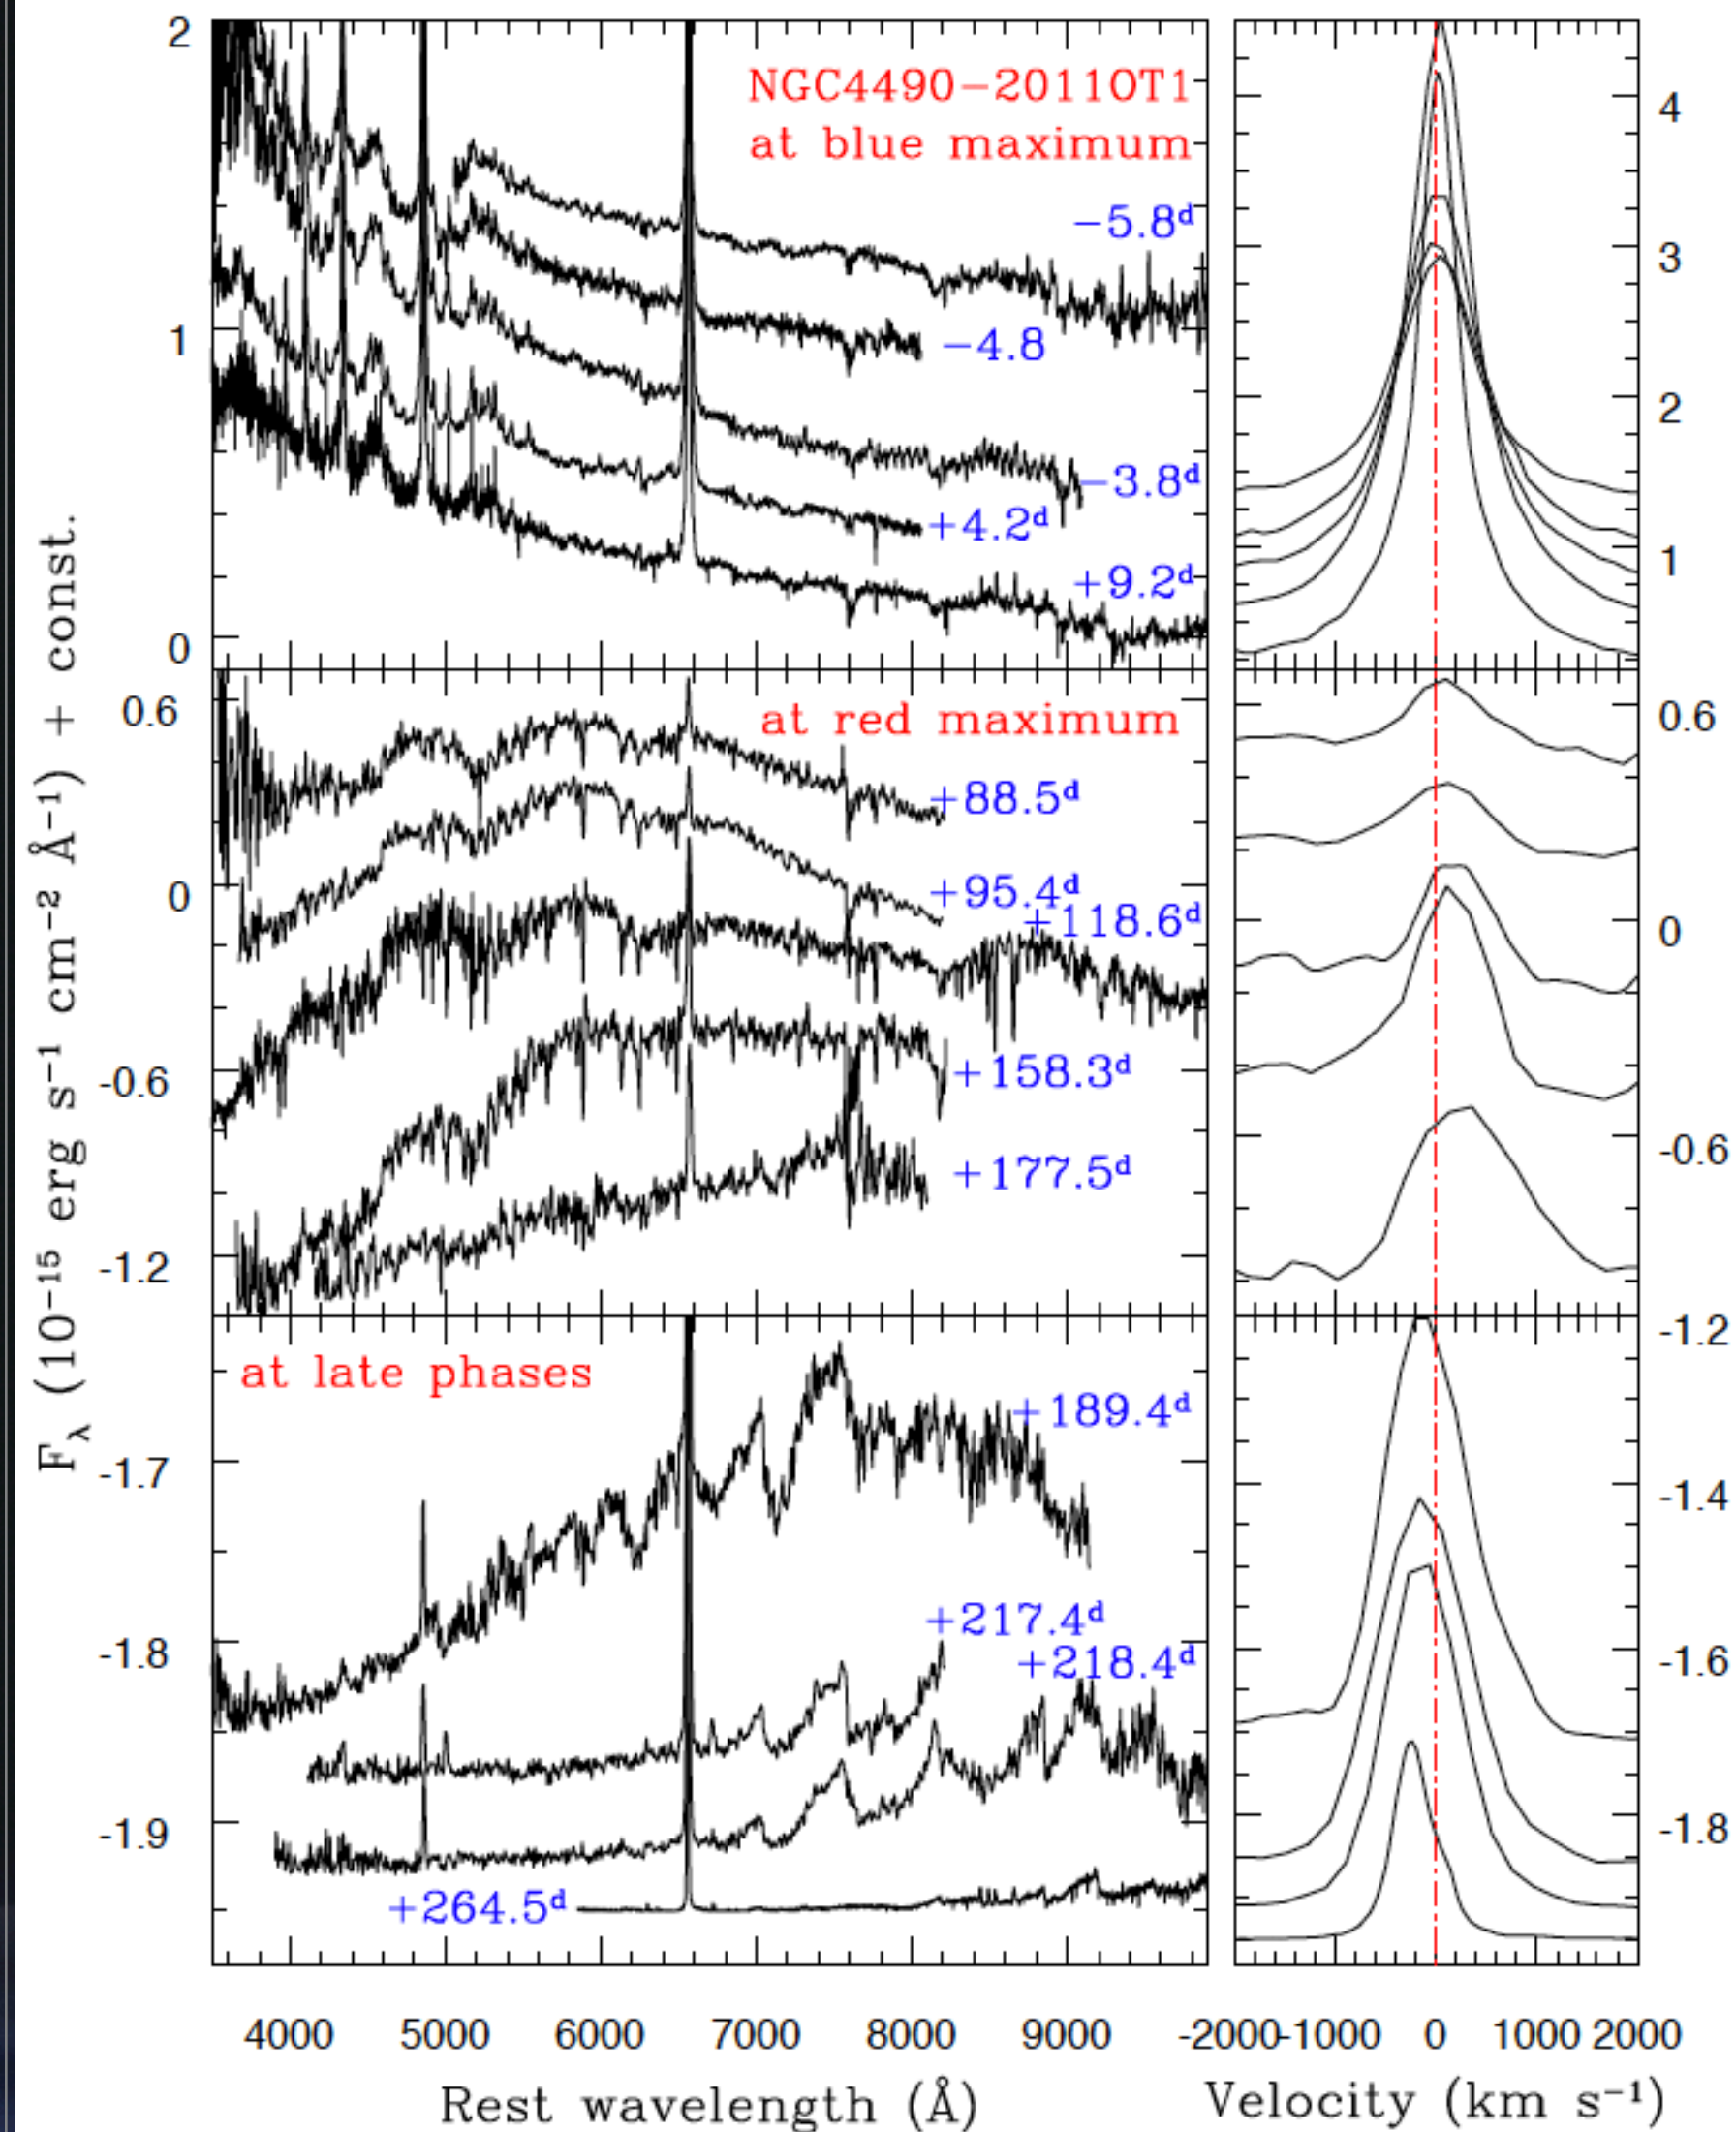 NGC4490-2011OT1
at blue maximum
-5.8d
-4.8
-3.8d
+4.2d
+9.2d
2
1
0
4
3
2
1
at red maximum
+88.5d
+95.4d
+118.6d
+158.3d
+177.5d
0.6
0
-0.6
-1.2
0.6
0
-0.6
at late phases
+189.4d
+217.4d
+218.4d
+264.5d
-1.7
-1.8
-1.9
-1.2
-1.4
-1.6
-1.8
Fλ (10−15 erg s−1 cm−2 Å−1) + const.
4000 5000 6000 7000 8000 9000
-2000 -1000 0 1000 2000
Rest wavelength (Å)
Velocity (km s−1)